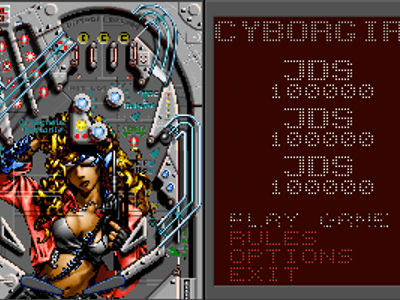 CYBORGIR
JDS
100000
JDS
100000
JDS
100000
PLAY GAME
RULES
OPTIONS
EXIT